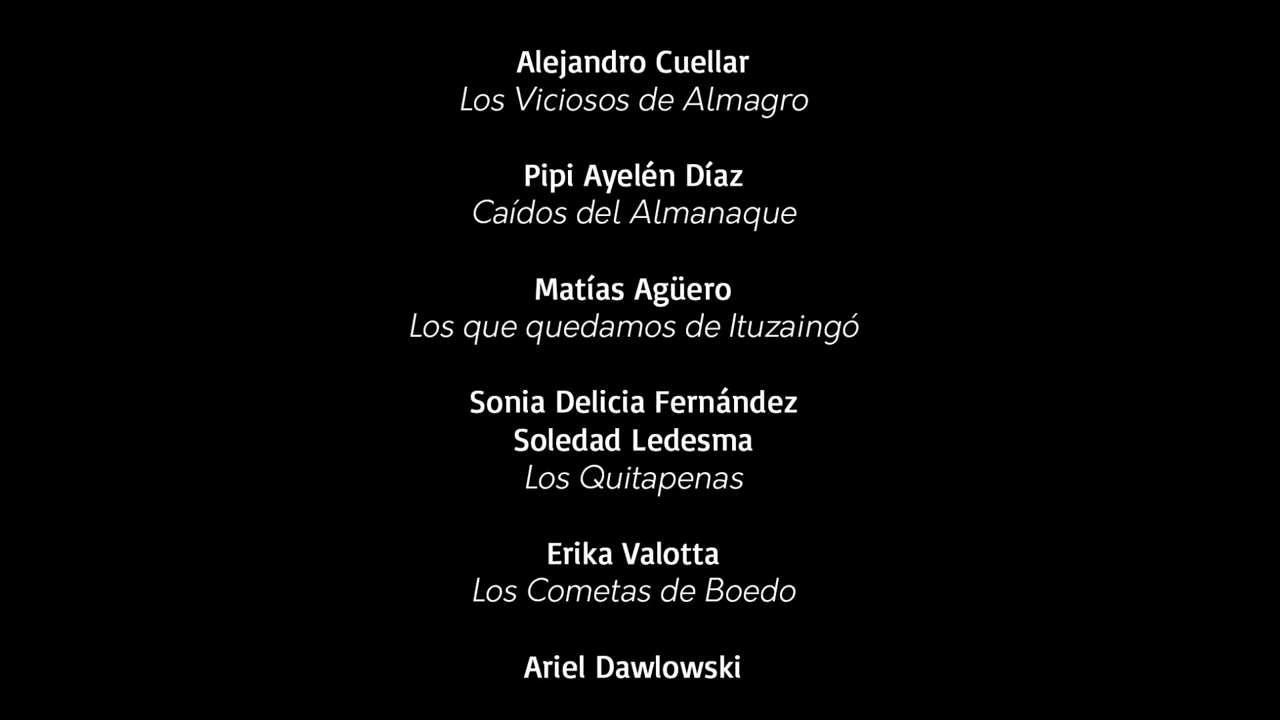 Alejandro Cuellar
Los Viciosos de Almagro
Pipi Ayelén Díaz
Caídos del Almanaque
Matías Agüero
Los que quedamos de Ituzaingó
Sonia Delicia Fernández
Soledad Ledesma
Los Quitapenas
Erika Valotta
Los Cometas de Boedo
Ariel Dawlowski